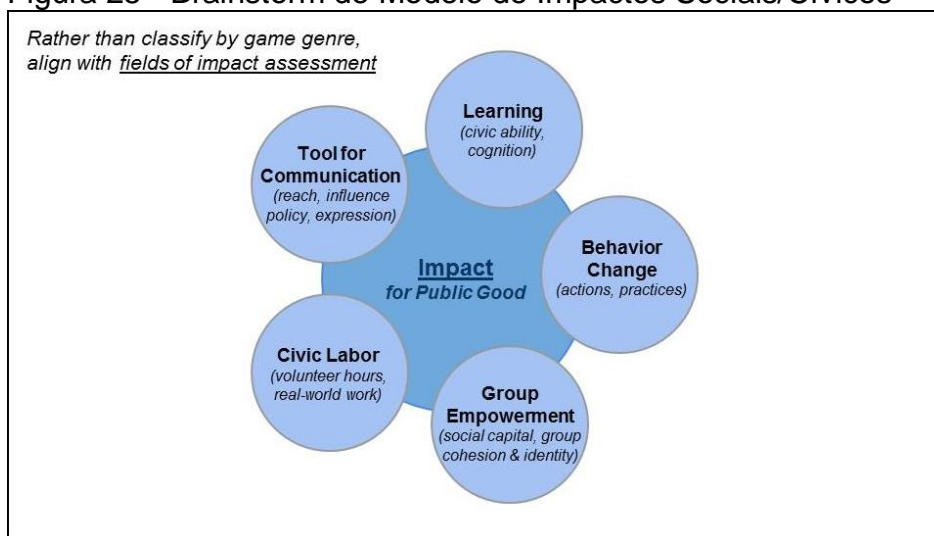 Figura 25 - Brainstorm do Modelo de Impactos Sociais/Cívicos
Rather than classify by game genre,
align with fields of impact assessment
Learning
(civic ability,
cognition)
Tool for
Communication
(reach, influence
policy, expression)
Behavior
Change
(actions, practices)
Impact
for Public Good
Civic Labor
(volunteer hours,
real-world work)
Group
Empowerment
(social capital, group
cohesion & identity)